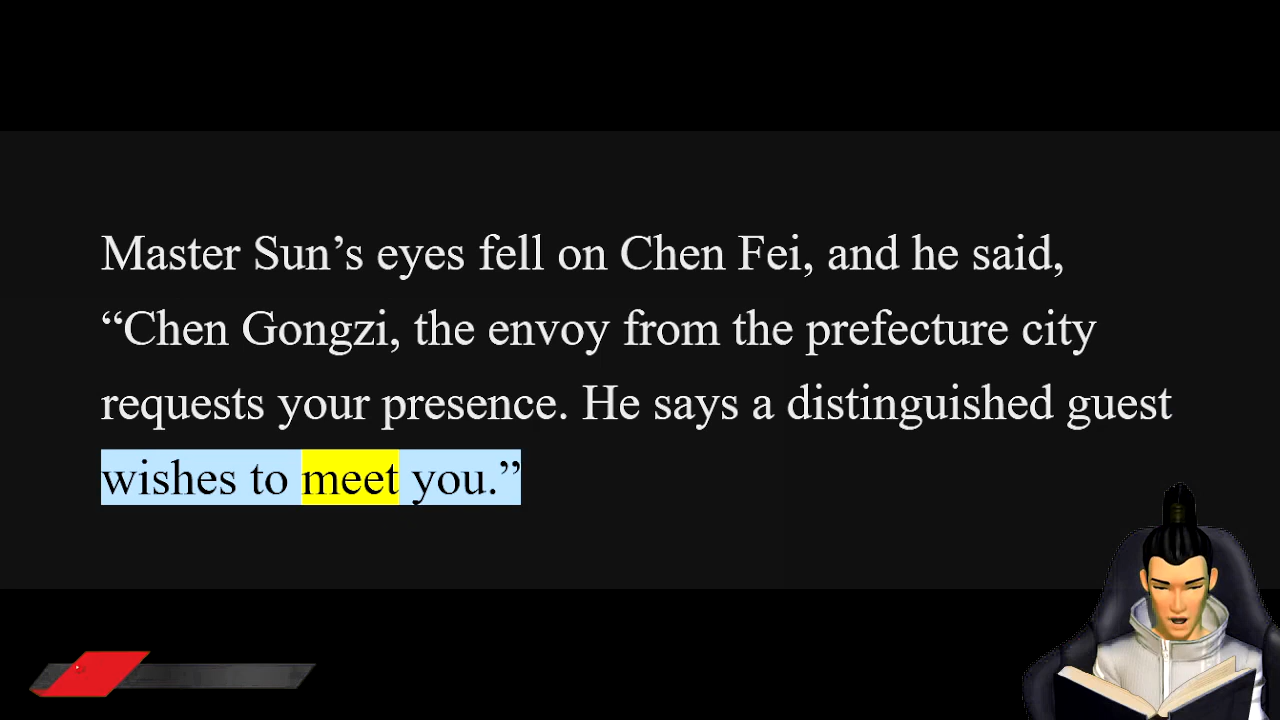 Master Sun’s eyes fell on Chen Fei, and he said,
“Chen Gongzi, the envoy from the prefecture city
requests your presence. He says a distinguished guest
wishes to meet you.”